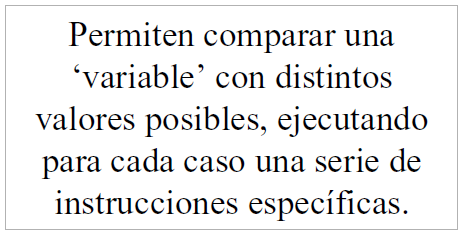 Permiten comparar una
‘variable’ con distintos
valores posibles, ejecutando
para cada caso una serie de
instrucciones específicas.